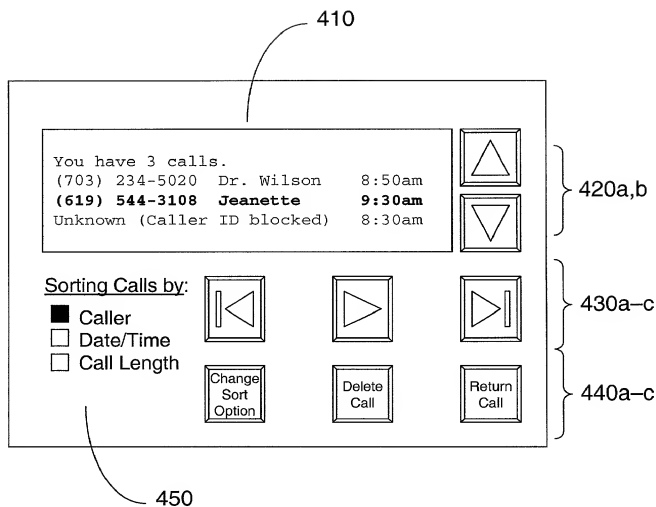 410
You have 3 calls.
(703) 234-5020 Dr. Wilson 8:50am
(619) 544-3108 Jeanette 9:30am
Unknown (Caller ID blocked) 8:30am
420a,b
Sorting Calls by:
Caller
Date/Time
Call Length
430a–c
Change
Sort
Option
Delete
Call
Return
Call
440a–c
450